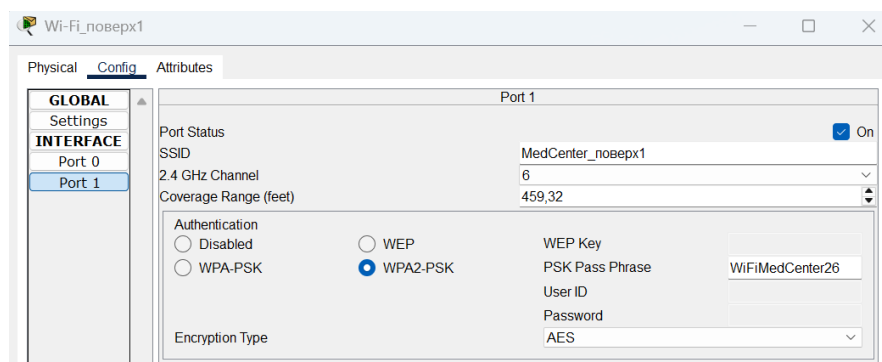 Wi-Fi_поверх1
Physical Config Attributes
GLOBAL
Settings
INTERFACE
Port 0
Port 1
Port 1
Port Status On
SSID MedCenter_поверх1
2.4 GHz Channel 6
Coverage Range (feet) 459,32
Authentication
Disabled WEP WEP Key
WPA-PSK WPA2-PSK PSK Pass Phrase WiFiMedCenter26
User ID
Password
Encryption Type AES